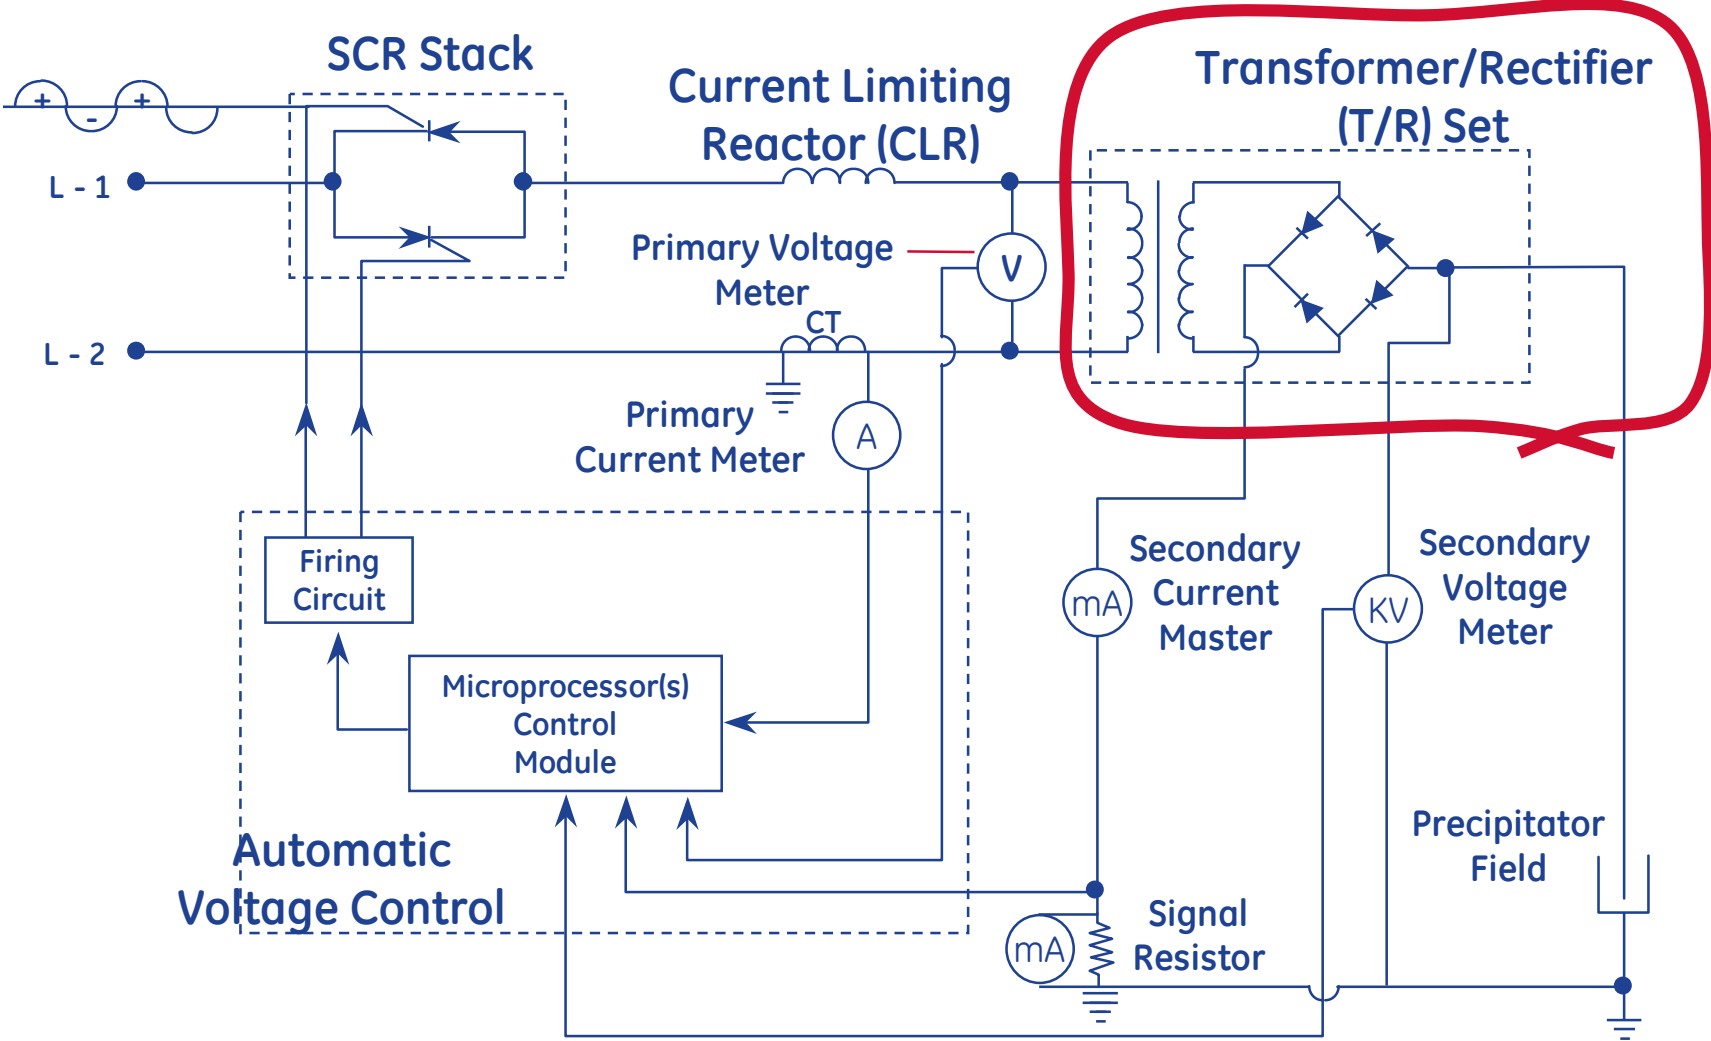 SCR Stack
Current Limiting
Reactor (CLR)
Transformer/Rectifier
(T/R) Set
+
+
-
L - 1
Primary Voltage
Meter
V
CT
L - 2
Primary
Current Meter
A
Firing
Circuit
Secondary
Current
Master
mA
Secondary
Voltage
Meter
KV
Microprocessor(s)
Control
Module
Automatic
Voltage Control
Precipitator
Field
mA
Signal
Resistor